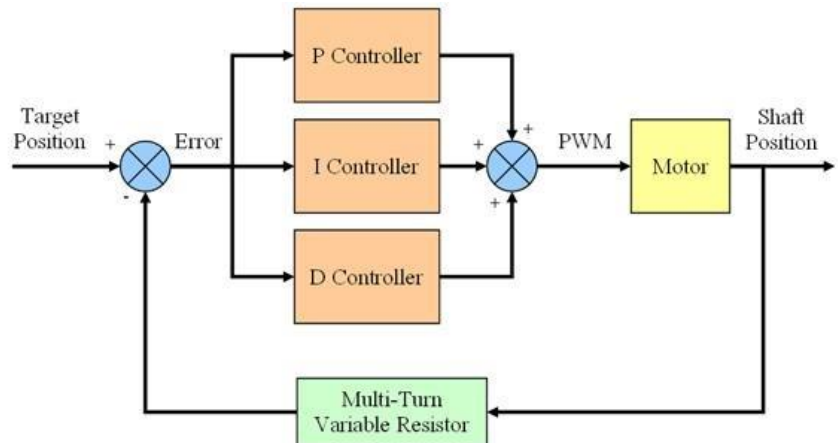 P Controller
Target
Position
+
Error
-
I Controller
+
+
+
PWM
Motor
Shaft
Position
D Controller
Multi-Turn
Variable Resistor